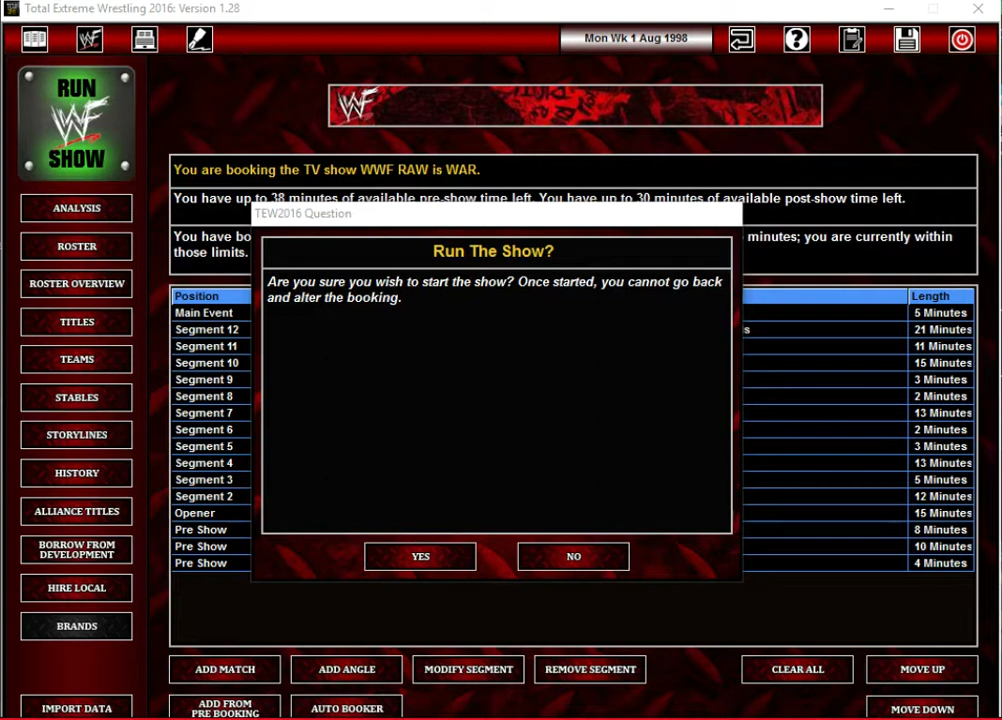 Total Extreme Wrestling 2016: Version 1.28
Mon Wk 1 Aug 1998
RUN
SHOW
ANALYSIS
ROSTER
ROSTER OVERVIEW
TITLES
TEAMS
STABLES
STORYLINES
HISTORY
ALLIANCE TITLES
BORROW FROM
DEVELOPMENT
HIRE LOCAL
BRANDS
IMPORT DATA
You are booking the TV show WWF RAW is WAR.
You have up to 38 minutes of available pre-show time left. You have up to 30 minutes of available post-show time left.
You have bo
minutes; you are currently within
those limits.
TEW2016 Question
Run The Show?
Are you sure you wish to start the show? Once started, you cannot go back
and alter the booking.
YES NO
Position Length
Main Event 5 Minutes
Segment 12 s 21 Minutes
Segment 11 11 Minutes
Segment 10 15 Minutes
Segment 9 3 Minutes
Segment 8 2 Minutes
Segment 7 13 Minutes
Segment 6 2 Minutes
Segment 5 3 Minutes
Segment 4 13 Minutes
Segment 3 5 Minutes
Segment 2 12 Minutes
Opener 15 Minutes
Pre Show 8 Minutes
Pre Show 10 Minutes
Pre Show 4 Minutes
ADD MATCH ADD ANGLE MODIFY SEGMENT REMOVE SEGMENT CLEAR ALL MOVE UP
ADD FROM
PRE BOOKING
AUTO BOOKER MOVE DOWN